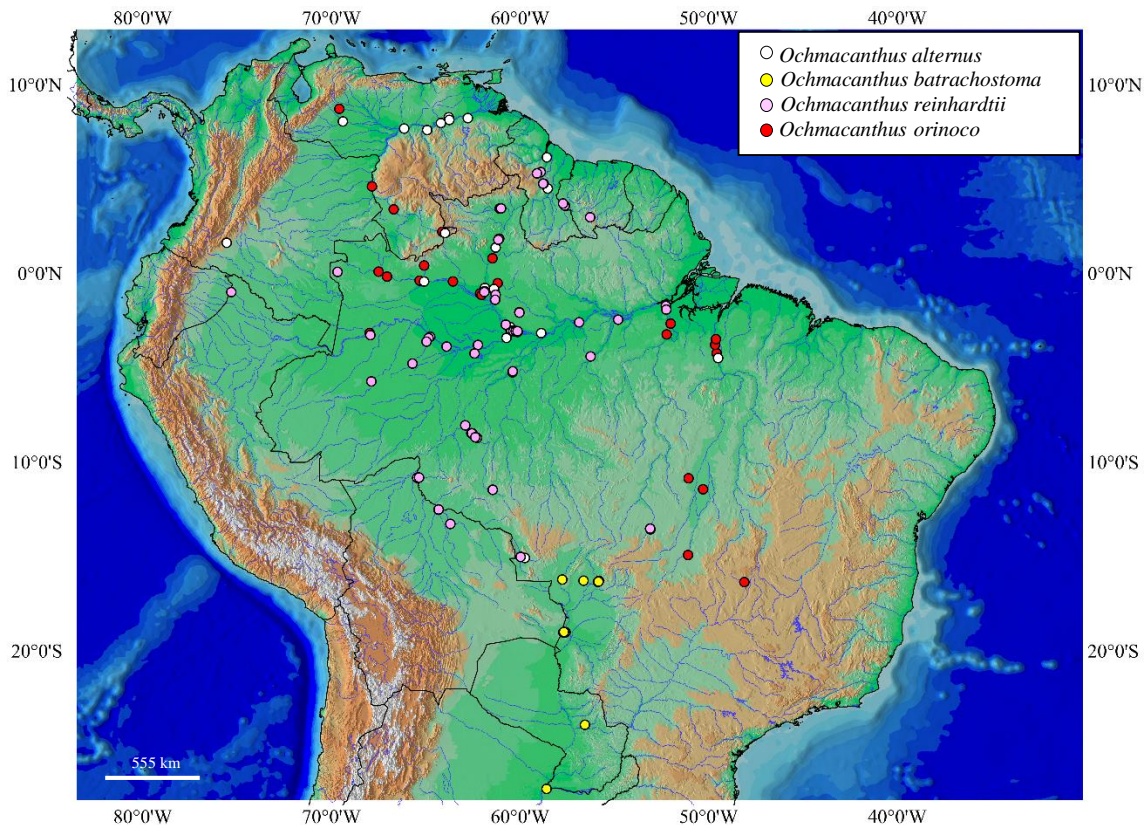 80°0'W 70°0'W 60°0'W 50°0'W 40°0'W
Ochmacanthus alternus
Ochmacanthus batrachostoma
Ochmacanthus reinhardtii
Ochmacanthus orinoco
10°0'N 10°0'N
0°0'N 0°0'N
10°0'S 10°0'S
20°0'S 20°0'S
555 km
80°0'W 70°0'W 60°0'W 50°0'W 40°0'W